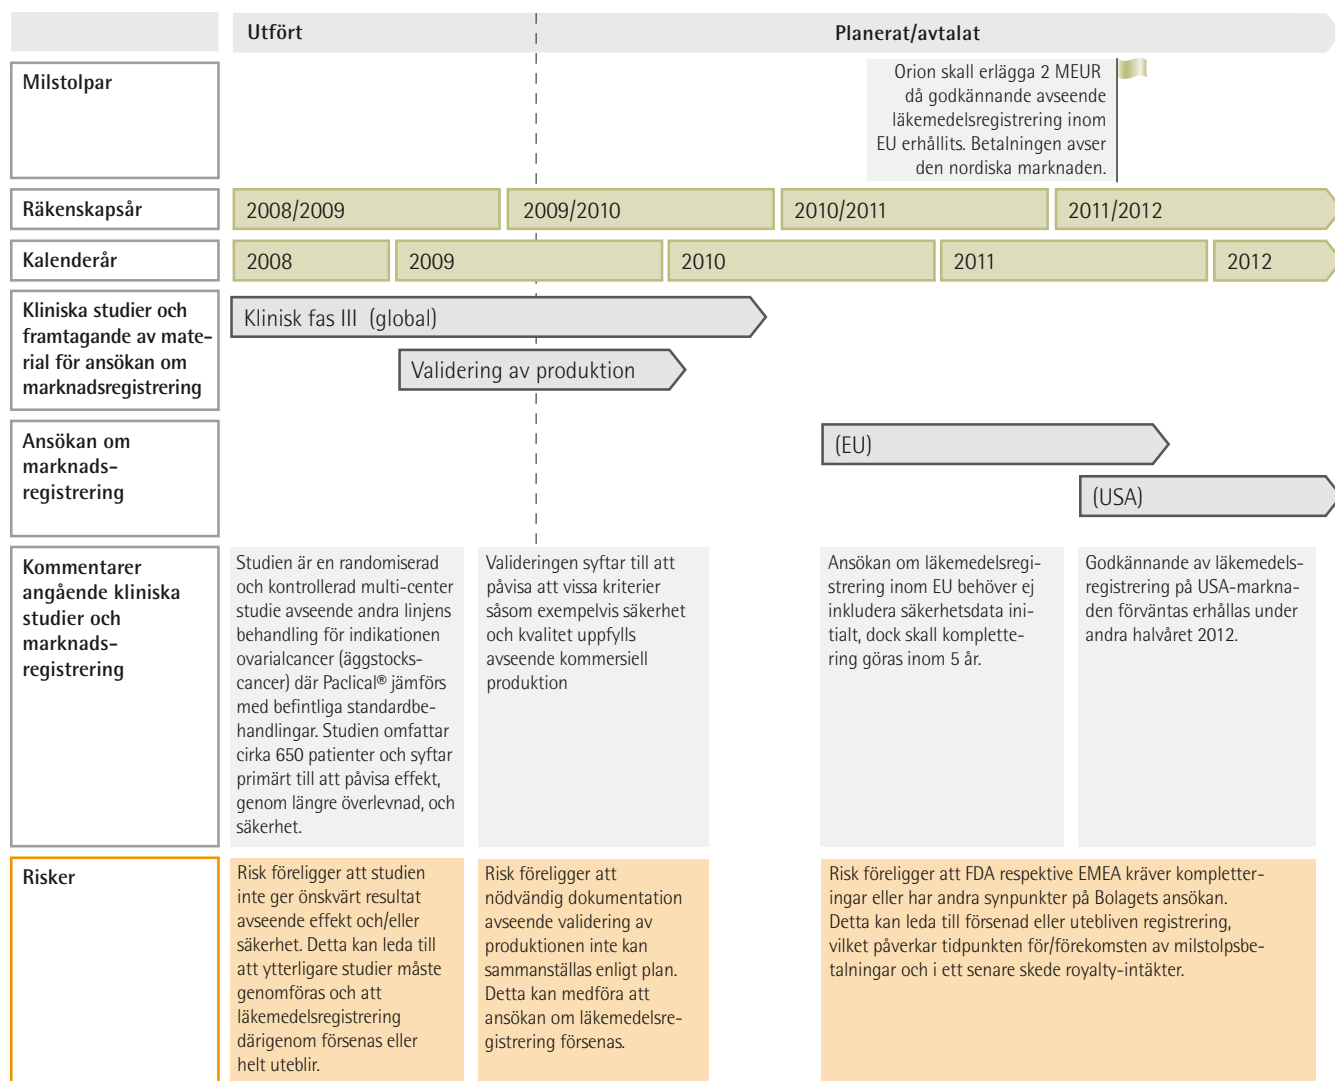 Utfört
Planerat/avtalat
Milstolpar
Orion skall erlägga 2 MEUR
då godkännande avseende
läkemedelsregistrering inom
EU erhållits. Betalningen avser
den nordiska marknaden.
Räkenskapsår
2008/2009
2009/2010
2010/2011
2011/2012
Kalenderår
2008
2009
2010
2011
2012
Kliniska studier och
framtagande av mate-
rial för ansökan om
marknadsregistrering
Klinisk fas III (global)
Validering av produktion
Ansökan om
marknads-
registrering
(EU)
(USA)
Kommentarer
angående kliniska
studier och
marknads-
registrering
Studien är en randomiserad
och kontrollerad multi-center
studie avseende andra linjens
behandling för indikationen
ovarialcancer (äggstocks-
cancer) där Paclical® jämförs
med befintliga standardbe-
handlingar. Studien omfattar
cirka 650 patienter och syftar
primärt till att påvisa effekt,
genom längre överlevnad, och
säkerhet.
Valideringen syftar till att
påvisa att vissa kriterier
såsom exempelvis säkerhet
och kvalitet uppfylls
avseende kommersiell
produktion
Ansökan om läkemedelsregi-
strering inom EU behöver ej
inkludera säkerhetsdata ini-
tialt, dock skall komplette-
ring göras inom 5 år.
Godkännande av läkemedels-
registrering på USA-markna-
den förväntas erhållas under
andra halvåret 2012.
Risker
Risk föreligger att studien
inte ger önskvärt resultat
avseende effekt och/eller
säkerhet. Detta kan leda till
att ytterligare studier måste
genomföras och att
läkemedelsregistrering
därigenom försenas eller
helt uteblir.
Risk föreligger att
nödvändig dokumentation
avseende validering av
produktionen inte kan
sammanställas enligt plan.
Detta kan medföra att
ansökan om läkemedelsre-
gistrering försenas.
Risk föreligger att FDA respektive EMEA kräver kompletter-
ingar eller har andra synpunkter på Bolagets ansökan.
Detta kan leda till försenad eller utebliven registrering,
vilket påverkar tidpunkten för/förekomsten av milstolpsbe-
talningar och i ett senare skede royalty-intäkter.